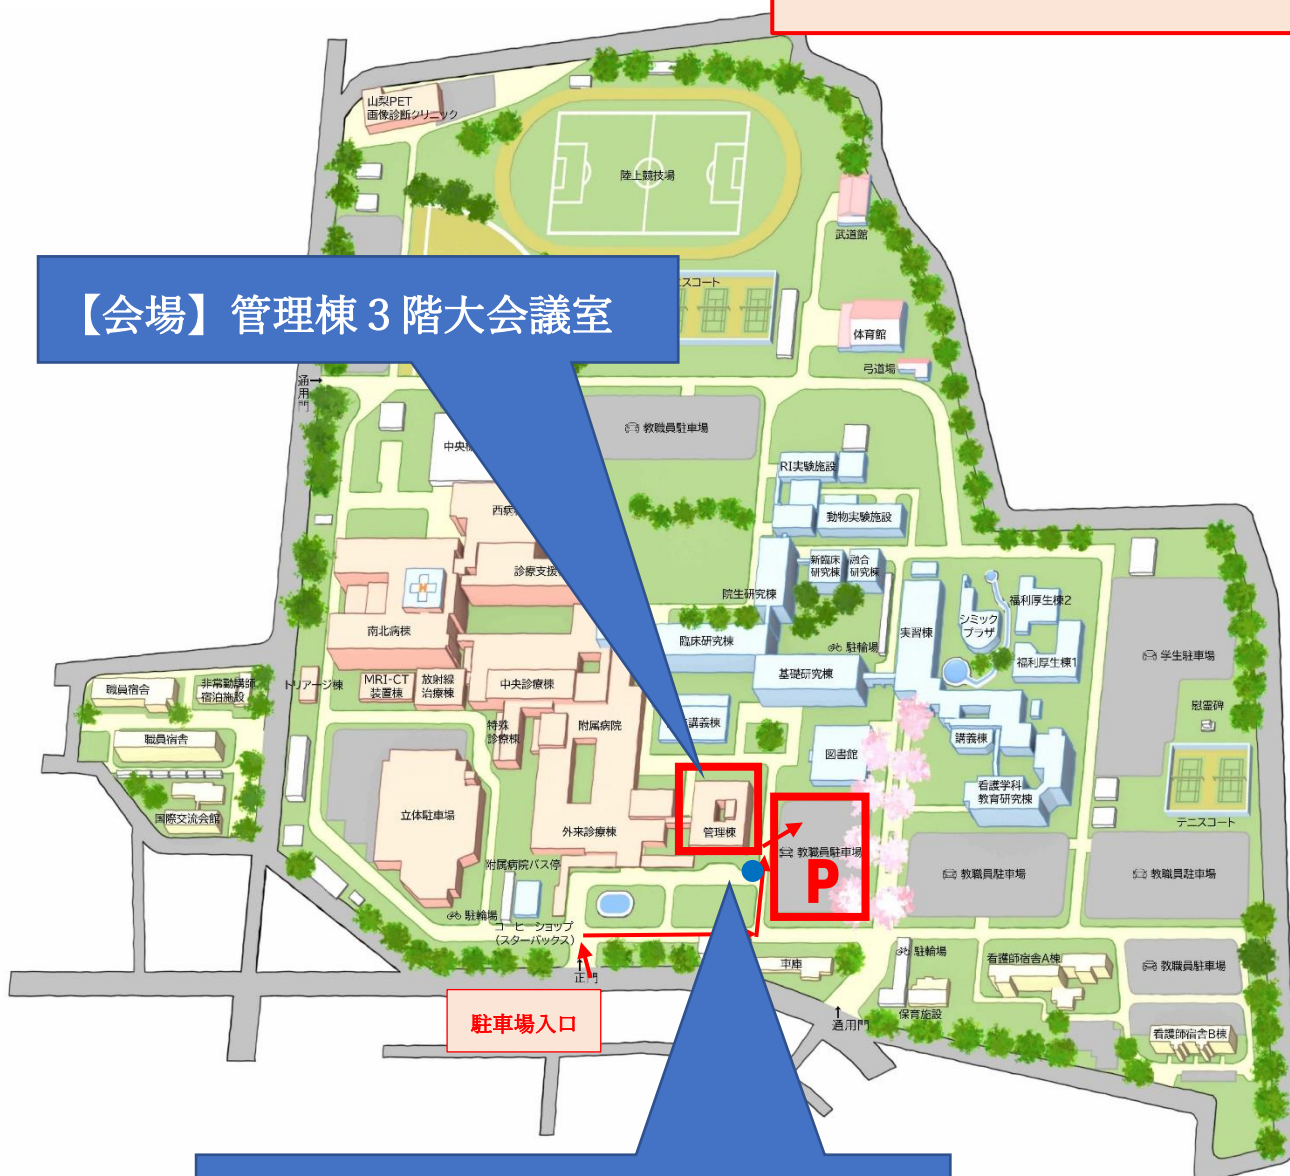 山梨PET
画像診断クリニック
陸上競技場
武道館
スコート
【会場】管理棟３階大会議室
体育館
弓道場
通用門→
教職員駐車場
中央
RI実験施設
動物実験施設
西病
診療支援
新臨床
研究棟
融合
研究棟
院生研究棟
福利厚生棟2
シミック
プラザ
南北病棟
臨床研究棟
実習棟
駐輪場
学生駐車場
福利厚生棟1
基礎研究棟
職員宿舎
非常勤講師
宿泊施設
トリアージ棟
MRI-CT
装置棟
放射線
治療棟
中央診療棟
慰霊碑
特殊
診療棟
附属病院
講義棟
図書館
講義棟
職員宿舎
看護学科
教育研究棟
国際交流会館
立体駐車場
外来診療棟
管理棟
テニスコート
教職員駐車場
P
附属病院バス停
教職員駐車場
教職員駐車場
駐輪場
コーヒーショップ
(スターバックス)
駐輪場
看護師宿舎A棟
車庫
教職員駐車場
↑
正門
駐車場入口
保育施設
↑
通用門
看護師宿舎B棟